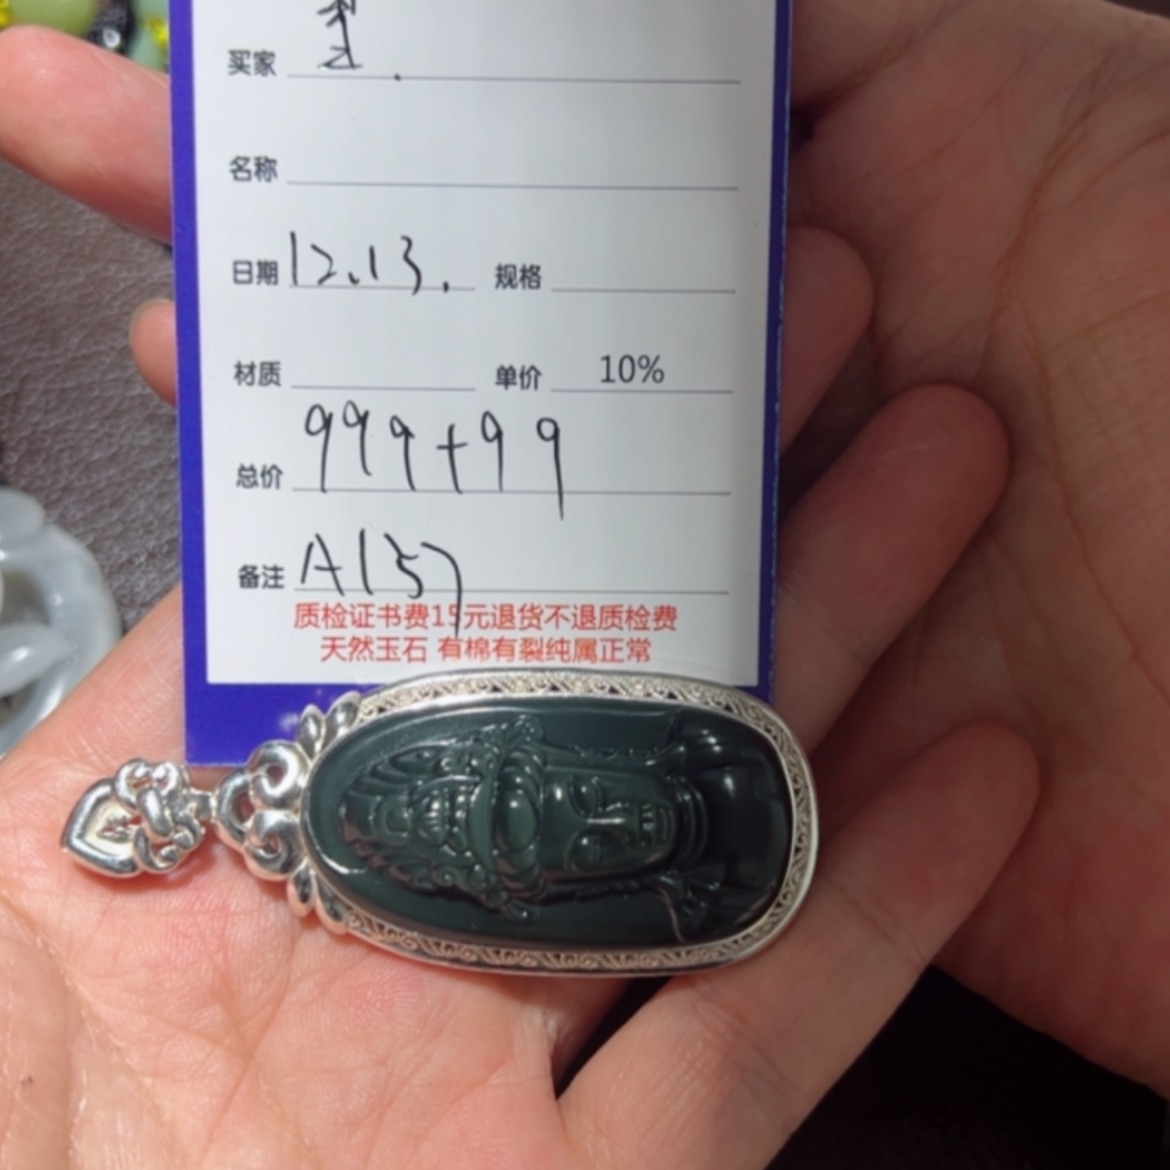 买家
名称
日期 12.13. 规格
材质 单价 10%
总价 999+99
备注 A157
质检证书费15元退货不退质检费
天然玉石 有棉有裂纯属正常